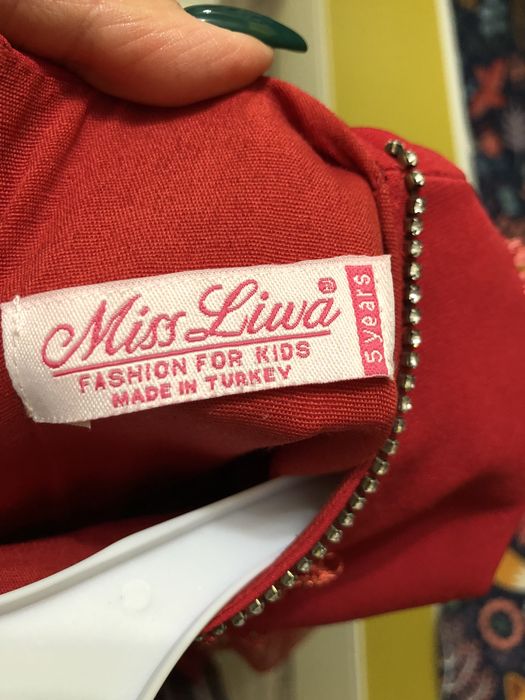 Miss Liwa®
FASHION FOR KIDS
MADE IN TURKEY
5 years